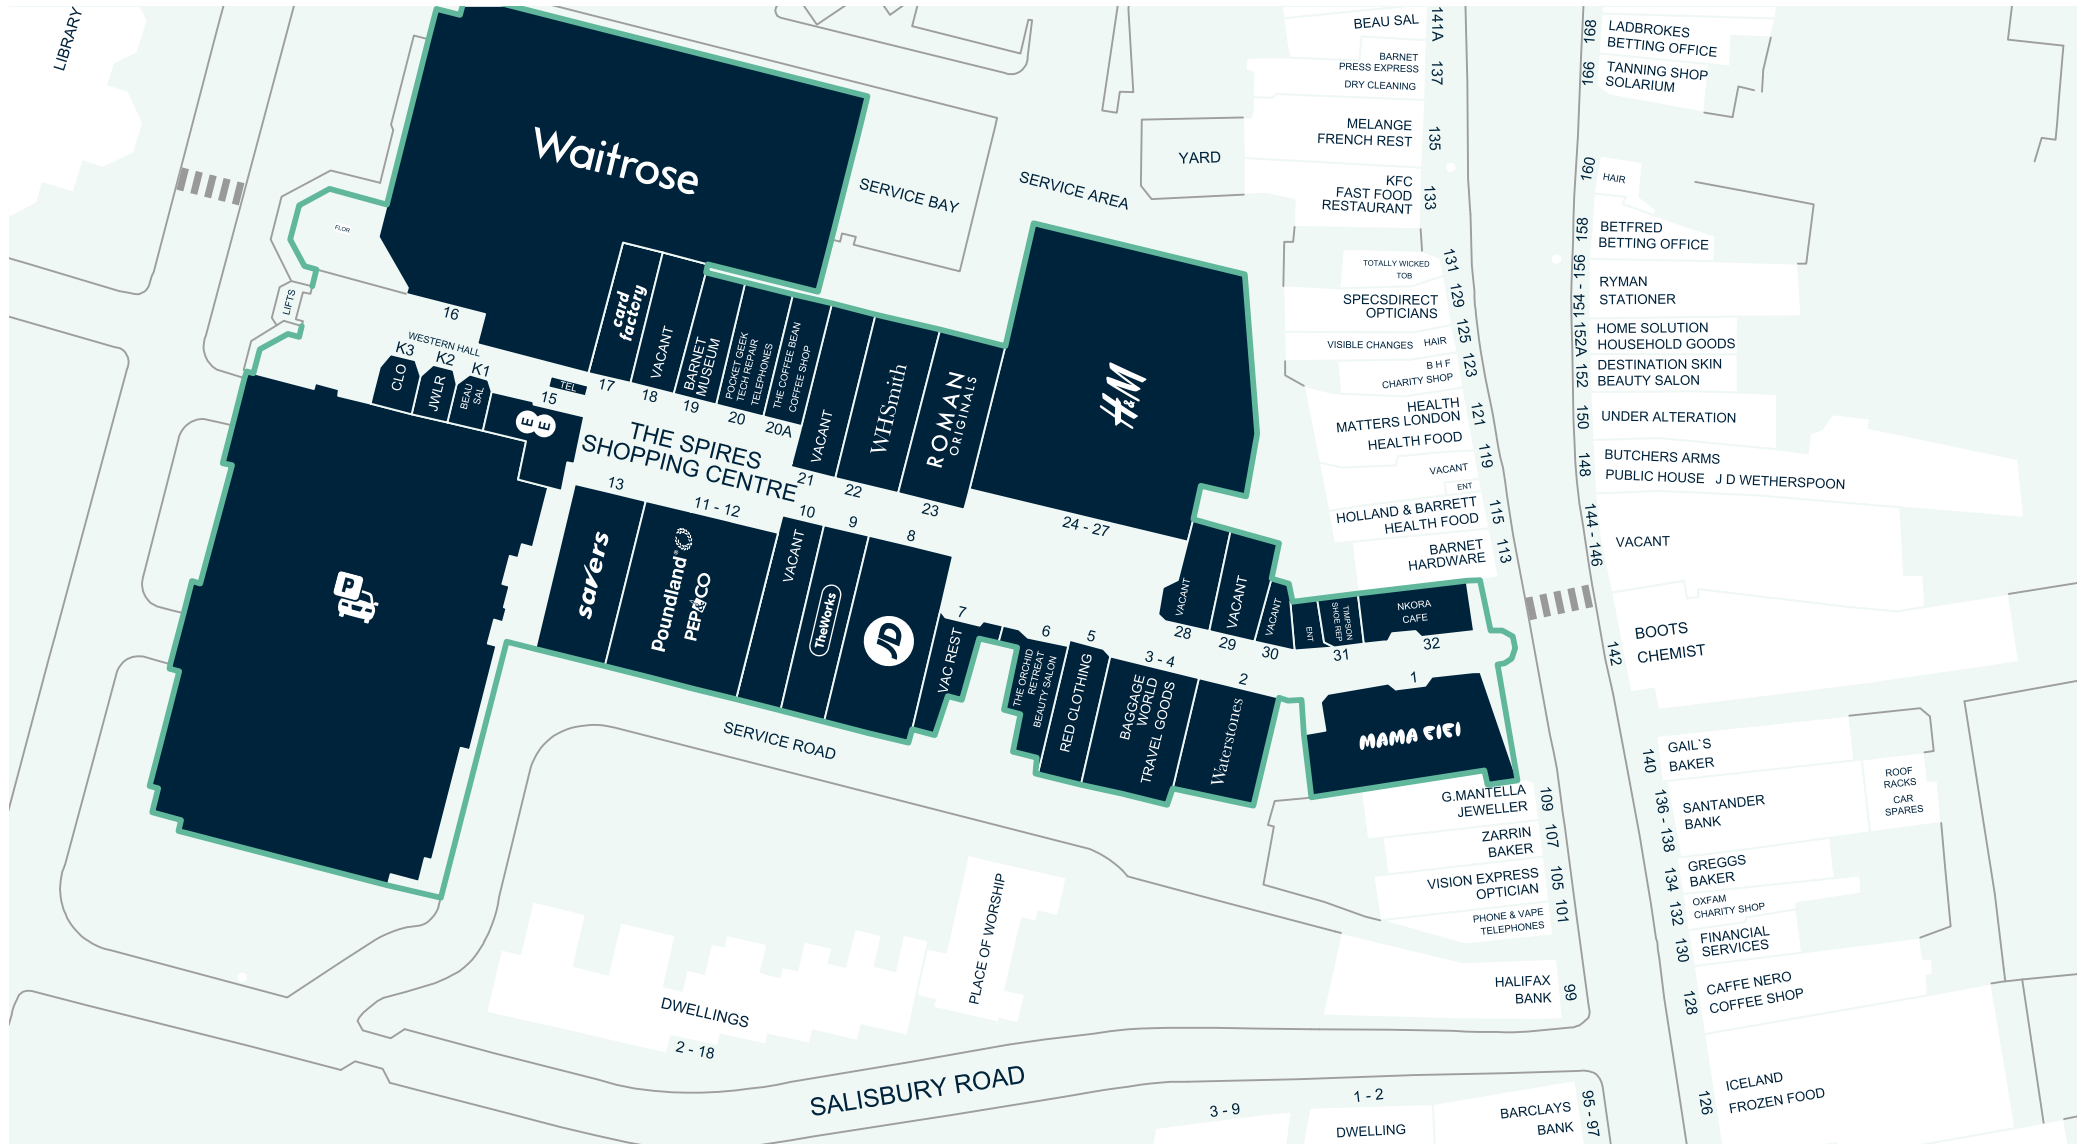 LIBRARY
Waitrose
SERVICE BAY
SERVICE AREA
YARD
FLOR
LIFTS
16
WESTERN HALL
K3
K2
K1
CLO
JWLR
BEAU
SAL
TEL
15
E
E
card
factory
17
VACANT
18
BARNET
MUSEUM
19
POCKET GEEK
TECH REPAIR
TELEPHONES
20
THE COFFEE BEAN
COFFEE SHOP
20A
VACANT
21
WHSmith
22
ROMAN
ORIGINALS
23
H&M
24 - 27
THE SPIRES
SHOPPING CENTRE
P
13
savers
11 - 12
Poundland
PEP&CO
10
VACANT
9
TheWorks
8
JD
7
VAC REST
6
THE ORCHID
RETREAT
BEAUTY SALON
5
RED CLOTHING
3 - 4
BAGGAGE
WORLD
TRAVEL GOODS
2
Waterstones
VACANT
28
VACANT
29
VACANT
30
ENT
TIMPSON
SHOE REP
31
NKORA
CAFE
32
1
MAMA FIFI
SERVICE ROAD
DWELLINGS
2 - 18
PLACE OF WORSHIP
SALISBURY ROAD
BEAU SAL
141A
BARNET
PRESS EXPRESS
DRY CLEANING
137
MELANGE
FRENCH REST
135
KFC
FAST FOOD
RESTAURANT
133
TOTALLY WICKED
TOB
131
SPECSDIRECT
OPTICIANS
129
VISIBLE CHANGES HAIR
125
B H F
CHARITY SHOP
123
HEALTH
MATTERS LONDON
HEALTH FOOD
121
VACANT
119
ENT
HOLLAND & BARRETT
HEALTH FOOD
115
BARNET
HARDWARE
113
G.MANTELLA
JEWELLER
109
ZARRIN
BAKER
107
VISION EXPRESS
OPTICIAN
105
PHONE & VAPE
TELEPHONES
101
HALIFAX
BANK
99
3 - 9
1 - 2
DWELLING
BARCLAYS
BANK
95 - 97
168
LADBROKES
BETTING OFFICE
166
TANNING SHOP
SOLARIUM
160
HAIR
158
BETFRED
BETTING OFFICE
154 - 156
RYMAN
STATIONER
152A
HOME SOLUTION
HOUSEHOLD GOODS
152
DESTINATION SKIN
BEAUTY SALON
150
UNDER ALTERATION
148
BUTCHERS ARMS
PUBLIC HOUSE J D WETHERSPOON
144 - 146
VACANT
142
BOOTS
CHEMIST
140
GAIL`S
BAKER
136 - 138
SANTANDER
BANK
ROOF
RACKS
CAR
SPARES
134
GREGGS
BAKER
132
OXFAM
CHARITY SHOP
130
FINANCIAL
SERVICES
128
CAFFE NERO
COFFEE SHOP
126
ICELAND
FROZEN FOOD